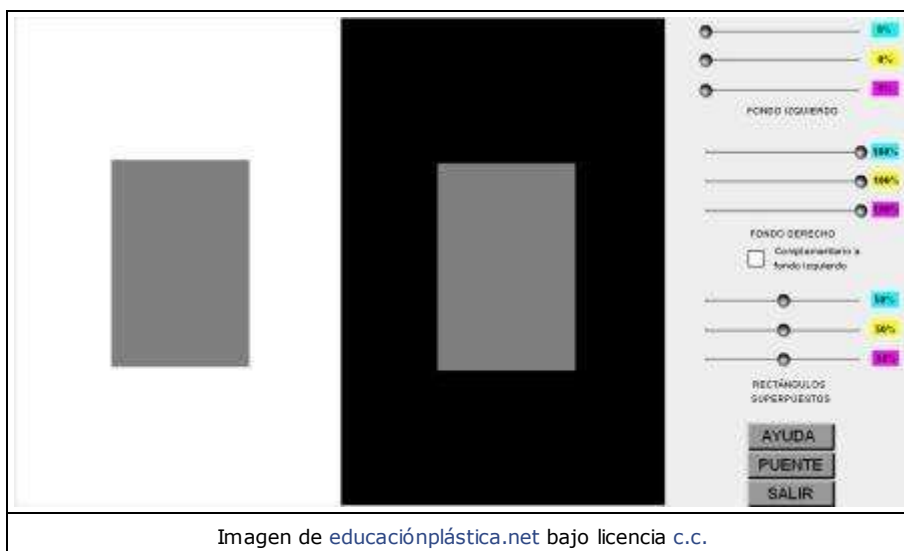 0%
0%
0%
FONDO IZQUIERDO
100%
100%
100%
FONDO DERECHO
Complementario a
fondo izquierdo
50%
50%
50%
RECTÁNGULOS
SUPERPUESTOS
AYUDA
PUENTE
SALIR
Imagen de educaciónplástica.net bajo licencia c.c.